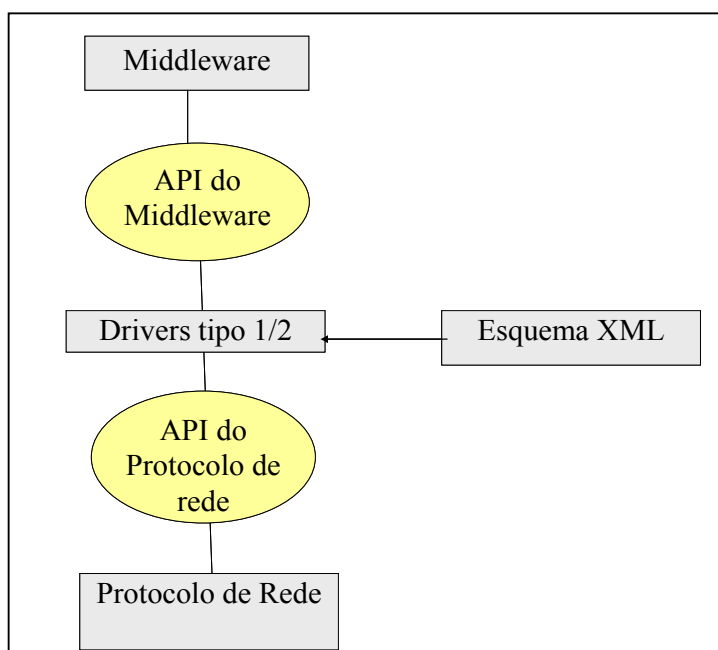 Middleware
API do
Middleware
Drivers tipo 1/2
Esquema XML
API do
Protocolo de
rede
Protocolo de Rede